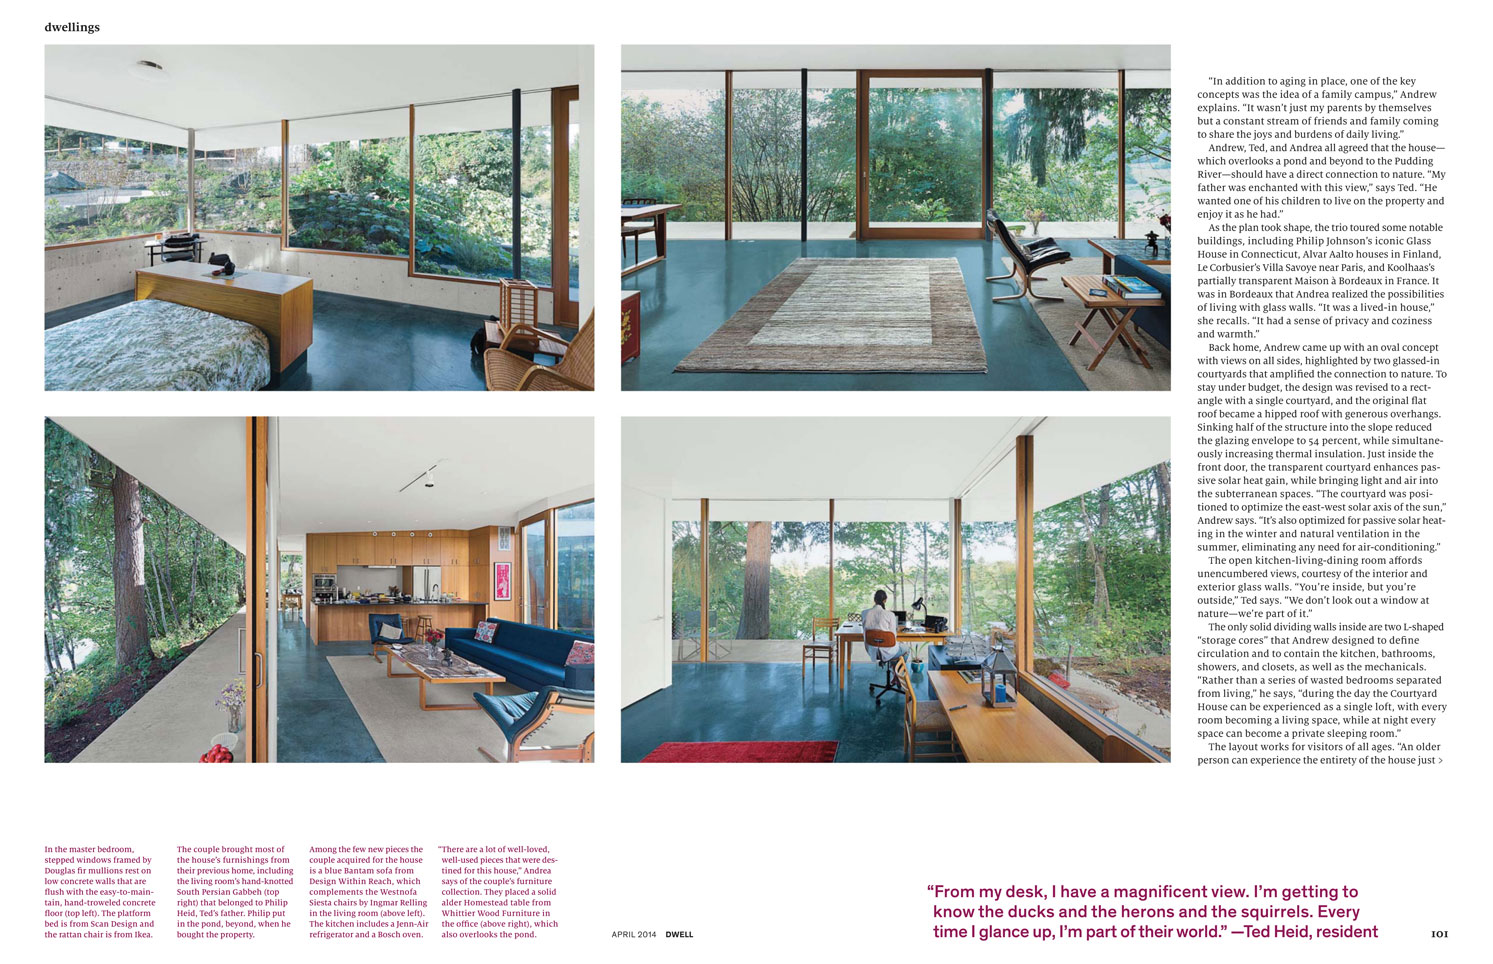 dwellings
“In addition to aging in place, one of the key
concepts was the idea of a family campus,” Andrew
explains. “It wasn’t just my parents by themselves
but a constant stream of friends and family coming
to share the joys and burdens of daily living.”
Andrew, Ted, and Andrea all agreed that the house—
which overlooks a pond and beyond to the Pudding
River—should have a direct connection to nature. “My
father was enchanted with this view,” says Ted. “He
wanted one of his children to live on the property and
enjoy it as he had.”
As the plan took shape, the trio toured some notable
buildings, including Philip Johnson’s iconic Glass
House in Connecticut, Alvar Aalto houses in Finland,
Le Corbusier’s Villa Savoye near Paris, and Koolhaas’s
partially transparent Maison à Bordeaux in France. It
was in Bordeaux that Andrea realized the possibilities
of living with glass walls. “It was a lived-in house,”
she recalls. “It had a sense of privacy and coziness
and warmth.”
Back home, Andrew came up with an oval concept
with views on all sides, highlighted by two glassed-in
courtyards that amplified the connection to nature. To
stay under budget, the design was revised to a rect-
angle with a single courtyard, and the original flat
roof became a hipped roof with generous overhangs.
Sinking half of the structure into the slope reduced
the glazing envelope to 54 percent, while simultane-
ously increasing thermal insulation. Just inside the
front door, the transparent courtyard enhances pas-
sive solar heat gain, while bringing light and air into
the subterranean spaces. “The courtyard was posi-
tioned to optimize the east-west solar axis of the sun,”
Andrew says. “It’s also optimized for passive solar heat-
ing in the winter and natural ventilation in the
summer, eliminating any need for air-conditioning.”
The open kitchen-living-dining room affords
unencumbered views, courtesy of the interior and
exterior glass walls. “You’re inside, but you’re
outside,” Ted says. “We don’t look out a window at
nature—we’re part of it.”
The only solid dividing walls inside are two L-shaped
“storage cores” that Andrew designed to define
circulation and to contain the kitchen, bathrooms,
showers, and closets, as well as the mechanicals.
“Rather than a series of wasted bedrooms separated
from living,” he says, “during the day the Courtyard
House can be experienced as a single loft, with every
room becoming a living space, while at night every
space can become a private sleeping room.”
The layout works for visitors of all ages. “An older
person can experience the entirety of the house just >
In the master bedroom,
stepped windows framed by
Douglas fir mullions rest on
low concrete walls that are
flush with the easy-to-main-
tain, hand-troweled concrete
floor (top left). The platform
bed is from Scan Design and
the rattan chair is from Ikea.
The couple brought most of
the house’s furnishings from
their previous home, including
the living room’s hand-knotted
South Persian Gabbeh (top
right) that belonged to Philip
Heid, Ted’s father. Philip put
in the pond, beyond, when he
bought the property.
Among the few new pieces the
couple acquired for the house
is a blue Bantam sofa from
Design Within Reach, which
complements the Westnofa
Siesta chairs by Ingmar Relling
in the living room (above left).
The kitchen includes a Jenn-Air
refrigerator and a Bosch oven.
“There are a lot of well-loved,
well-used pieces that were des-
tined for this house,” Andrea
says of the couple’s furniture
collection. They placed a solid
alder Homestead table from
Whittier Wood Furniture in
the office (above right), which
also overlooks the pond.
“From my desk, I have a magnificent view. I’m getting to
know the ducks and the herons and the squirrels. Every
time I glance up, I’m part of their world.” —Ted Heid, resident
APRIL 2014 DWELL
101